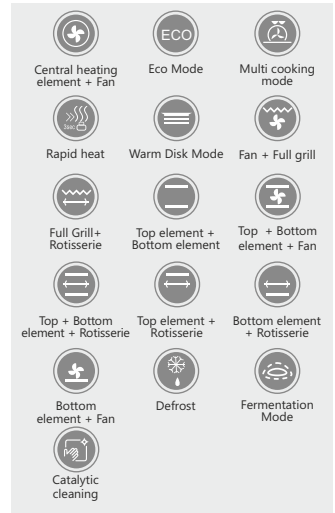 ECO
Central heating
element + Fan
Eco Mode
Multi cooking
mode
3sec
Rapid heat
Warm Disk Mode
Fan + Full grill
Full Grill+
Rotisserie
Top element +
Bottom element
Top + Bottom
element + Fan
Top + Bottom
element + Rotisserie
Top element +
Rotisserie
Bottom element
+ Rotisserie
Bottom
element + Fan
Defrost
Fermentation
Mode
Catalytic
cleaning